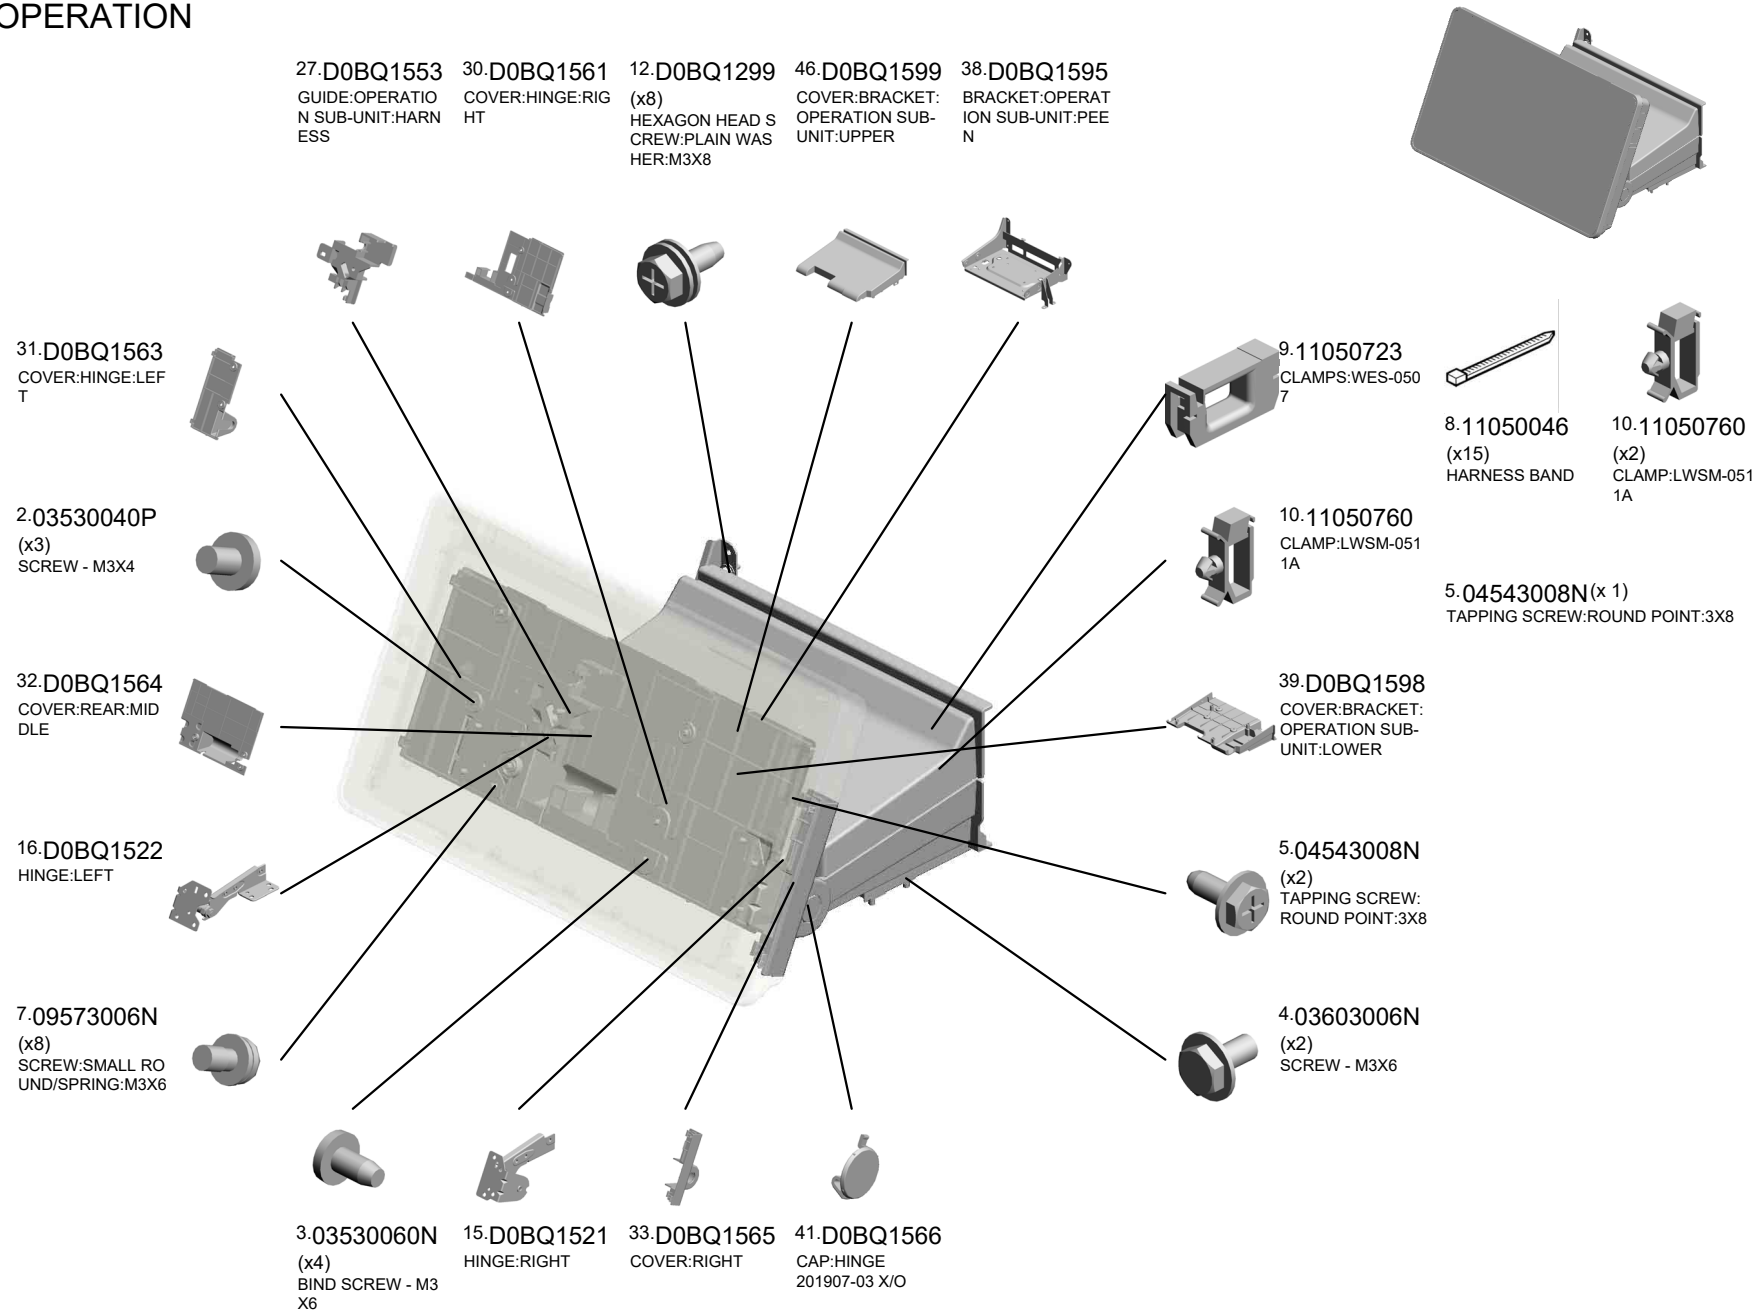 OPERATION
27.D0BQ1553
GUIDE:OPERATIO
N SUB-UNIT:HARN
ESS
30.D0BQ1561
COVER:HINGE:RIG
HT
12.D0BQ1299
(x8)
HEXAGON HEAD S
CREW:PLAIN WAS
HER:M3X8
46.D0BQ1599
COVER:BRACKET:
OPERATION SUB-
UNIT:UPPER
38.D0BQ1595
BRACKET:OPERAT
ION SUB-UNIT:PEE
N
31.D0BQ1563
COVER:HINGE:LEF
T
9.11050723
CLAMPS:WES-050
7
8.11050046
(x15)
HARNESS BAND
10.11050760
(x2)
CLAMP:LWSM-051
1A
2.03530040P
(x3)
SCREW - M3X4
10.11050760
CLAMP:LWSM-051
1A
5.04543008N(x 1)
TAPPING SCREW:ROUND POINT:3X8
32.D0BQ1564
COVER:REAR:MID
DLE
39.D0BQ1598
COVER:BRACKET:
OPERATION SUB-
UNIT:LOWER
16.D0BQ1522
HINGE:LEFT
5.04543008N
(x2)
TAPPING SCREW:
ROUND POINT:3X8
7.09573006N
(x8)
SCREW:SMALL RO
UND/SPRING:M3X6
4.03603006N
(x2)
SCREW - M3X6
3.03530060N
(x4)
BIND SCREW - M3
X6
15.D0BQ1521
HINGE:RIGHT
33.D0BQ1565
COVER:RIGHT
41.D0BQ1566
CAP:HINGE
201907-03 X/O